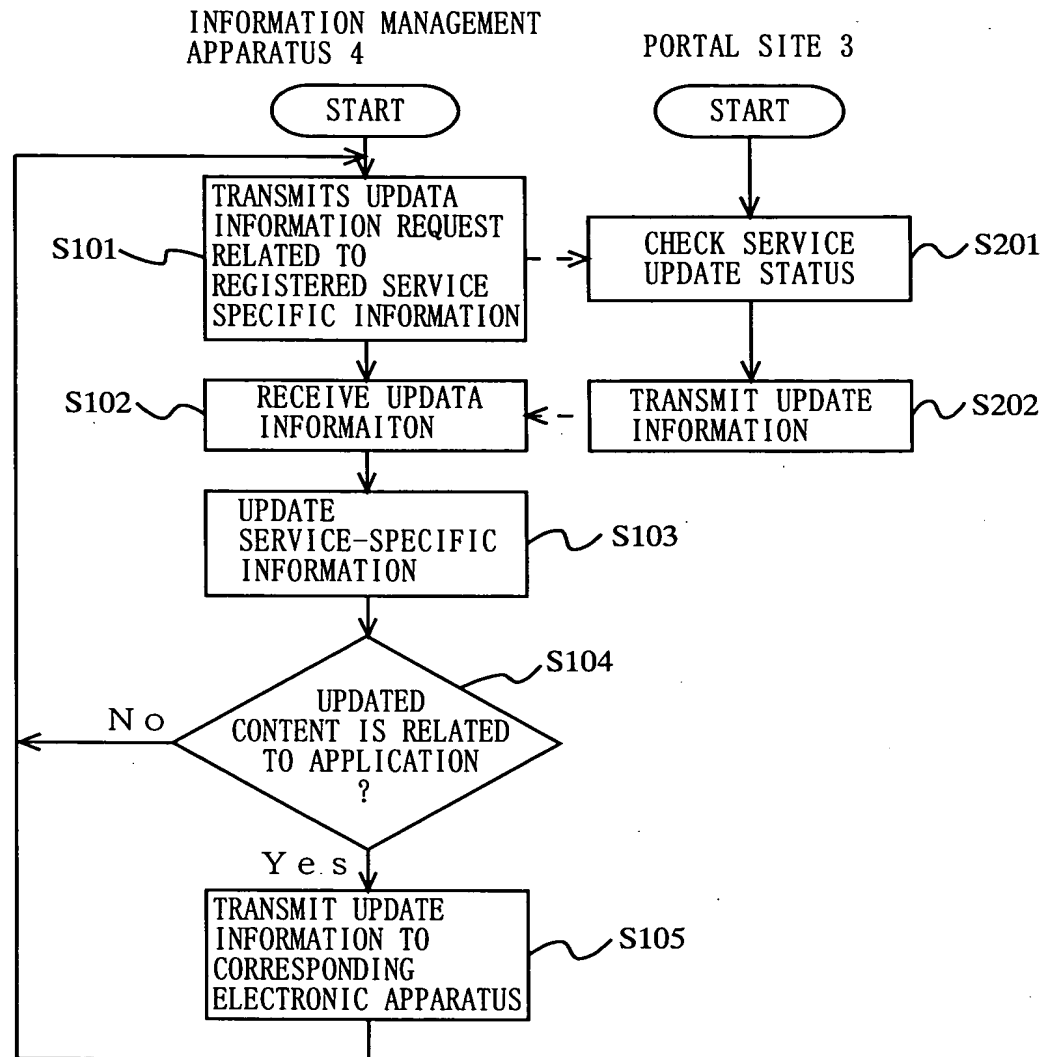 INFORMATION MANAGEMENT
APPARATUS 4
PORTAL SITE 3
START
START
TRANSMITS UPDATA
INFORMATION REQUEST
RELATED TO
REGISTERED SERVICE
SPECIFIC INFORMATION
S101
CHECK SERVICE
UPDATE STATUS
S201
RECEIVE UPDATA
INFORMAITON
S102
TRANSMIT UPDATE
INFORMATION
S202
UPDATE
SERVICE-SPECIFIC
INFORMATION
S103
S104
UPDATED
CONTENT IS RELATED
TO APPLICATION
?
No
Yes
TRANSMIT UPDATE
INFORMATION TO
CORRESPONDING
ELECTRONIC APPARATUS
S105